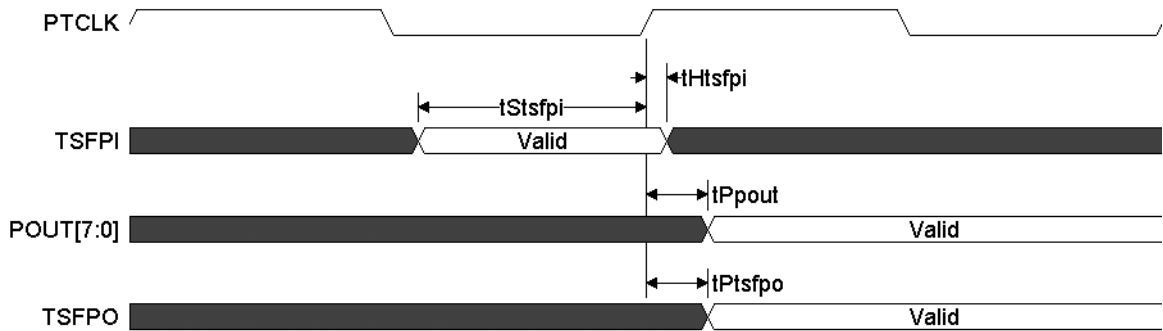 PTCLK
tHtsfpi
tStsfpi
TSFPI
Valid
tPpout
POUT[7:0]
Valid
tPtsfpo
TSFPO
Valid